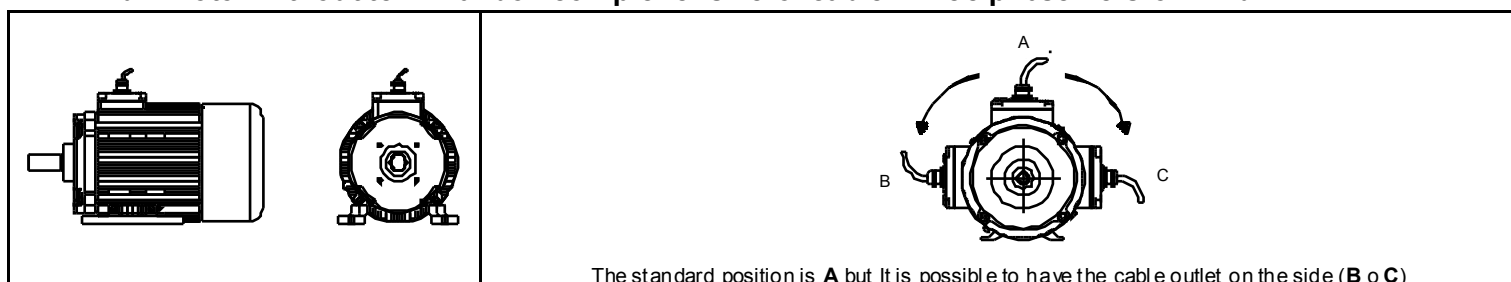 A
B
C
The standard position is A but It is possible to have the cable outlet on the side (B o C)